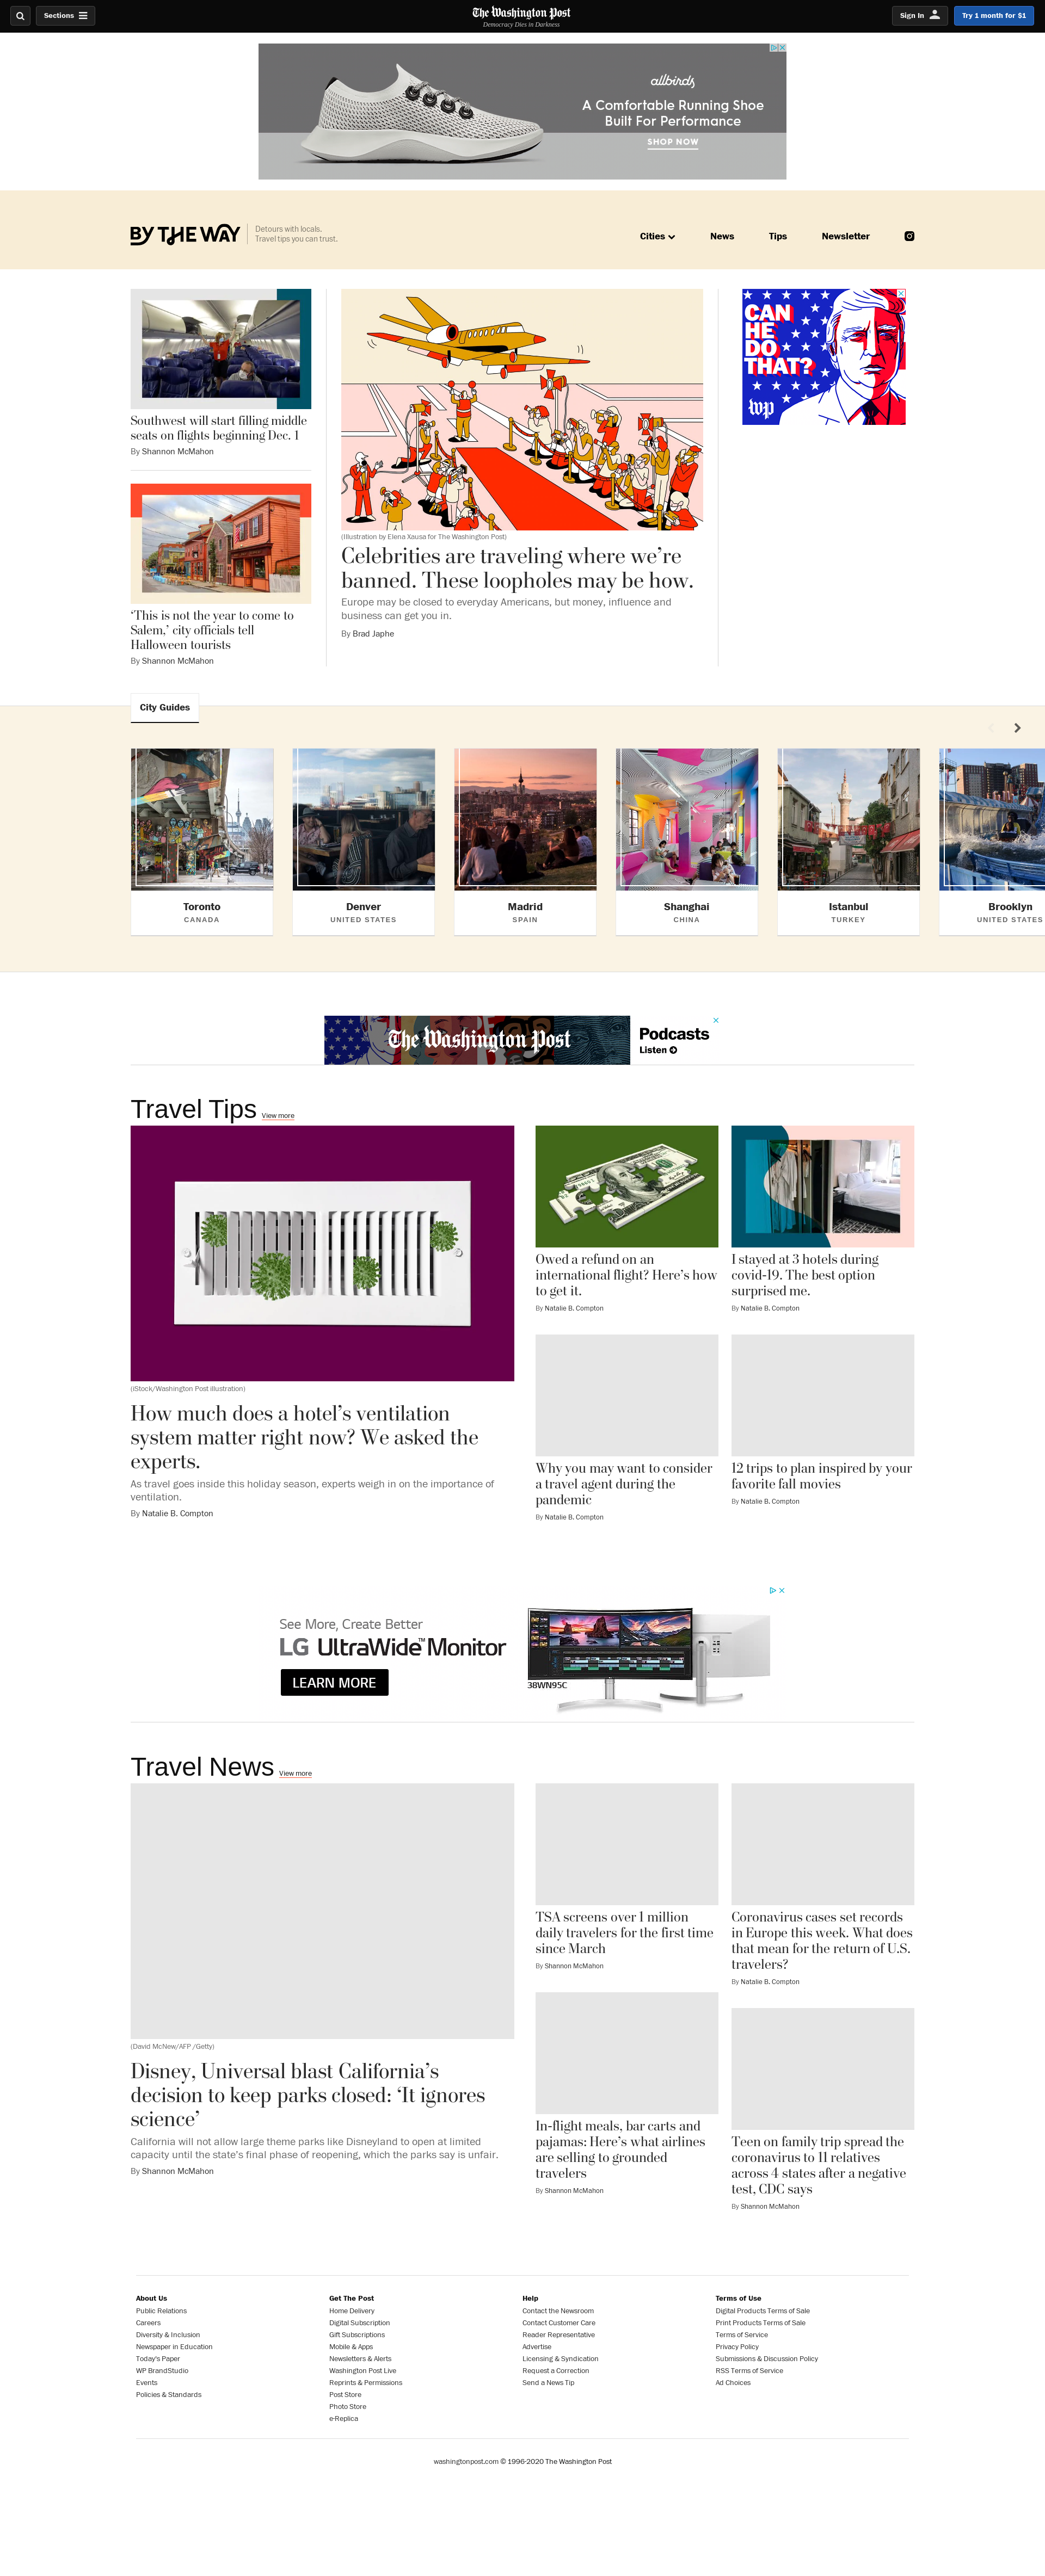 Sections
The Washington Post
Democracy Dies in Darkness
Sign In
Try 1 month for $1
allbirds
A Comfortable Running Shoe
Built For Performance
SHOP NOW
BY THE WAY
Detours with locals.
Travel tips you can trust.
Cities
News
Tips
Newsletter
Southwest will start filling middle
seats on flights beginning Dec. 1
By Shannon McMahon
‘This is not the year to come to
Salem,’ city officials tell
Halloween tourists
By Shannon McMahon
(Illustration by Elena Xausa for The Washington Post)
Celebrities are traveling where we’re
banned. These loopholes may be how.
Europe may be closed to everyday Americans, but money, influence and
business can get you in.
By Brad Japhe
CAN
HE
DO
THAT?
wp
City Guides
Toronto
CANADA
Denver
UNITED STATES
Madrid
SPAIN
Shanghai
CHINA
Istanbul
TURKEY
Brooklyn
UNITED STATES
The Washington Post
Podcasts
Listen
Travel Tips View more
(iStock/Washington Post illustration)
How much does a hotel’s ventilation
system matter right now? We asked the
experts.
As travel goes inside this holiday season, experts weigh in on the importance of
ventilation.
By Natalie B. Compton
Owed a refund on an
international flight? Here’s how
to get it.
By Natalie B. Compton
I stayed at 3 hotels during
covid-19. The best option
surprised me.
By Natalie B. Compton
Why you may want to consider
a travel agent during the
pandemic
By Natalie B. Compton
12 trips to plan inspired by your
favorite fall movies
By Natalie B. Compton
See More, Create Better
LG UltraWide™ Monitor
LEARN MORE
38WN95C
Travel News View more
(David McNew/AFP /Getty)
Disney, Universal blast California’s
decision to keep parks closed: ‘It ignores
science’
California will not allow large theme parks like Disneyland to open at limited
capacity until the state’s final phase of reopening, which the parks say is unfair.
By Shannon McMahon
TSA screens over 1 million
daily travelers for the first time
since March
By Shannon McMahon
Coronavirus cases set records
in Europe this week. What does
that mean for the return of U.S.
travelers?
By Natalie B. Compton
In-flight meals, bar carts and
pajamas: Here’s what airlines
are selling to grounded
travelers
By Shannon McMahon
Teen on family trip spread the
coronavirus to 11 relatives
across 4 states after a negative
test, CDC says
By Shannon McMahon
About Us
Public Relations
Careers
Diversity & Inclusion
Newspaper in Education
Today's Paper
WP BrandStudio
Events
Policies & Standards
Get The Post
Home Delivery
Digital Subscription
Gift Subscriptions
Mobile & Apps
Newsletters & Alerts
Washington Post Live
Reprints & Permissions
Post Store
Photo Store
e-Replica
Help
Contact the Newsroom
Contact Customer Care
Reader Representative
Advertise
Licensing & Syndication
Request a Correction
Send a News Tip
Terms of Use
Digital Products Terms of Sale
Print Products Terms of Sale
Terms of Service
Privacy Policy
Submissions & Discussion Policy
RSS Terms of Service
Ad Choices
washingtonpost.com © 1996-2020 The Washington Post